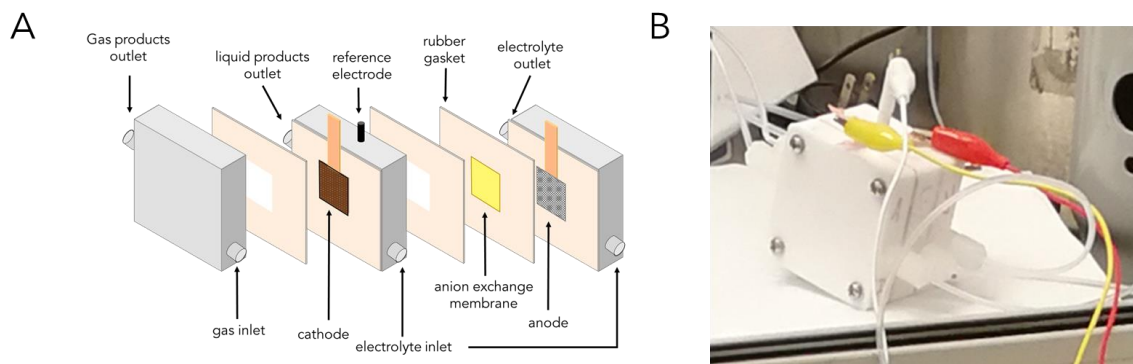 A
B
Gas products
outlet
liquid products
outlet
reference
electrode
rubber
gasket
electrolyte
outlet
gas inlet
cathode
electrolyte inlet
anion exchange
membrane
anode